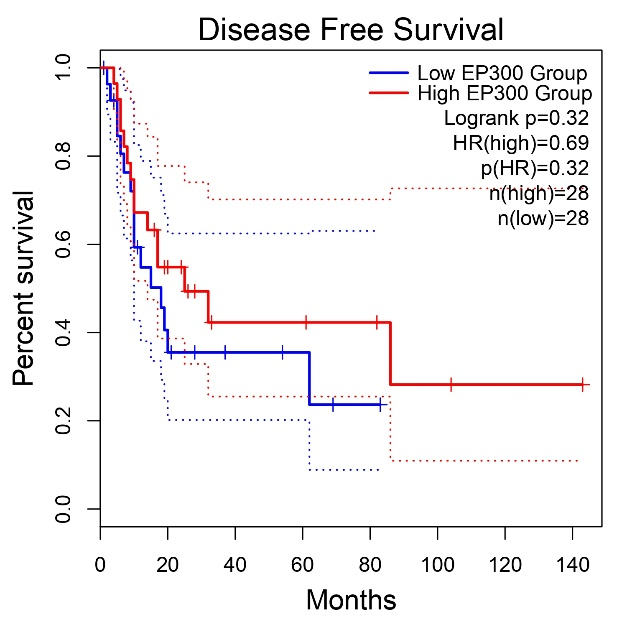 Disease Free Survival
Low EP300 Group
High EP300 Group
Logrank p=0.32
HR(high)=0.69
p(HR)=0.32
n(high)=28
n(low)=28
Percent survival
1.0
0.8
0.6
0.4
0.2
0.0
0 20 40 60 80 100 120 140
Months